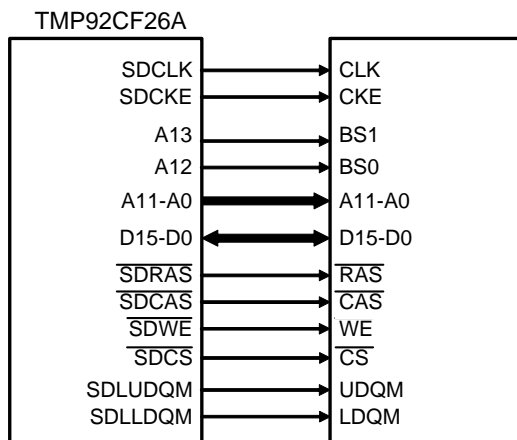 TMP92CF26A
SDCLK CLK
SDCKE CKE
A13 BS1
A12 BS0
A11-A0 A11-A0
D15-D0 D15-D0
SDRAS RAS
SDCAS CAS
SDWE WE
SDCS CS
SDLUDQM UDQM
SDLLDQM LDQM